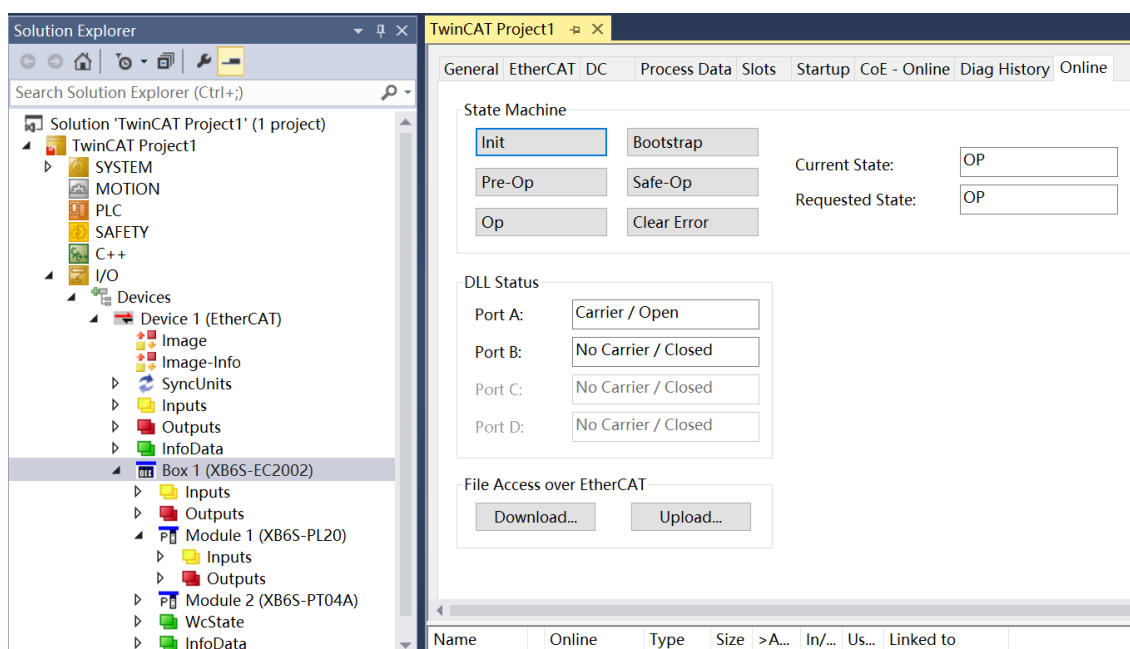 Solution Explorer
Search Solution Explorer (Ctrl+;)
Solution 'TwinCAT Project1' (1 project)
TwinCAT Project1
SYSTEM
MOTION
PLC
SAFETY
C++
I/O
Devices
Device 1 (EtherCAT)
Image
Image-Info
SyncUnits
Inputs
Outputs
InfoData
Box 1 (XB6S-EC2002)
Inputs
Outputs
Module 1 (XB6S-PL20)
Inputs
Outputs
Module 2 (XB6S-PT04A)
WcState
InfoData
TwinCAT Project1
General EtherCAT DC Process Data Slots Startup CoE - Online Diag History Online
State Machine
Init Bootstrap
Pre-Op Safe-Op
Op Clear Error
Current State: OP
Requested State: OP
DLL Status
Port A: Carrier / Open
Port B: No Carrier / Closed
Port C: No Carrier / Closed
Port D: No Carrier / Closed
File Access over EtherCAT
Download... Upload...
Name Online Type Size >A... In/... Us... Linked to